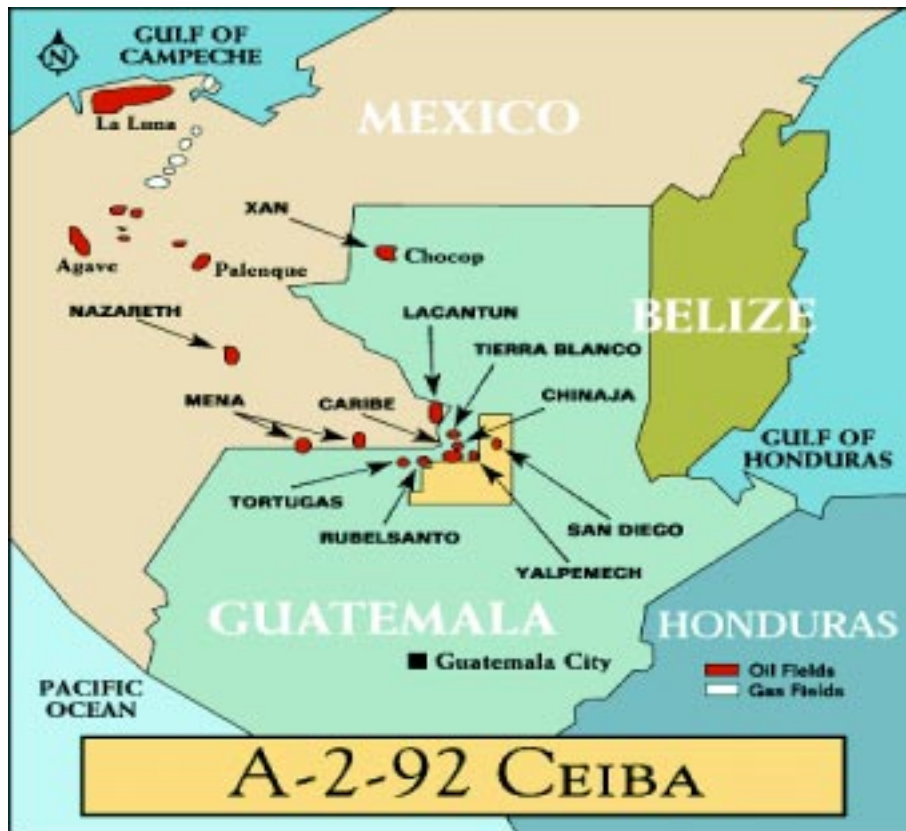 GULF OF
CAMPECHE
N
La Luna
MEXICO
XAN
Chocop
Agave
Palenque
NAZARETH
LACANTUN
BELIZE
TIERRA BLANCO
MENA
CARIBE
CHINAJA
GULF OF
HONDURAS
TORTUGAS
RUBELSANTO
SAN DIEGO
YALPEMECH
GUATEMALA
HONDURAS
Guatemala City
Oil Fields
Gas Fields
PACIFIC
OCEAN
A-2-92 CEIBA